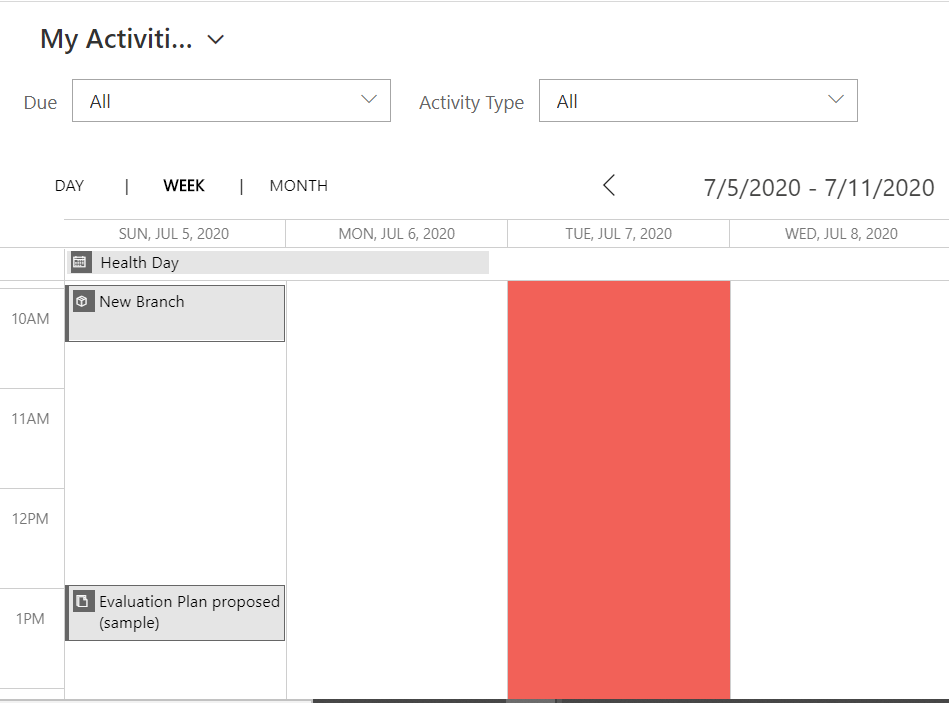 My Activiti...
Due All Activity Type All
DAY | WEEK | MONTH 7/5/2020 - 7/11/2020
SUN, JUL 5, 2020 MON, JUL 6, 2020 TUE, JUL 7, 2020 WED, JUL 8, 2020
Health Day
New Branch
10AM
11AM
12PM
Evaluation Plan proposed
(sample)
1PM